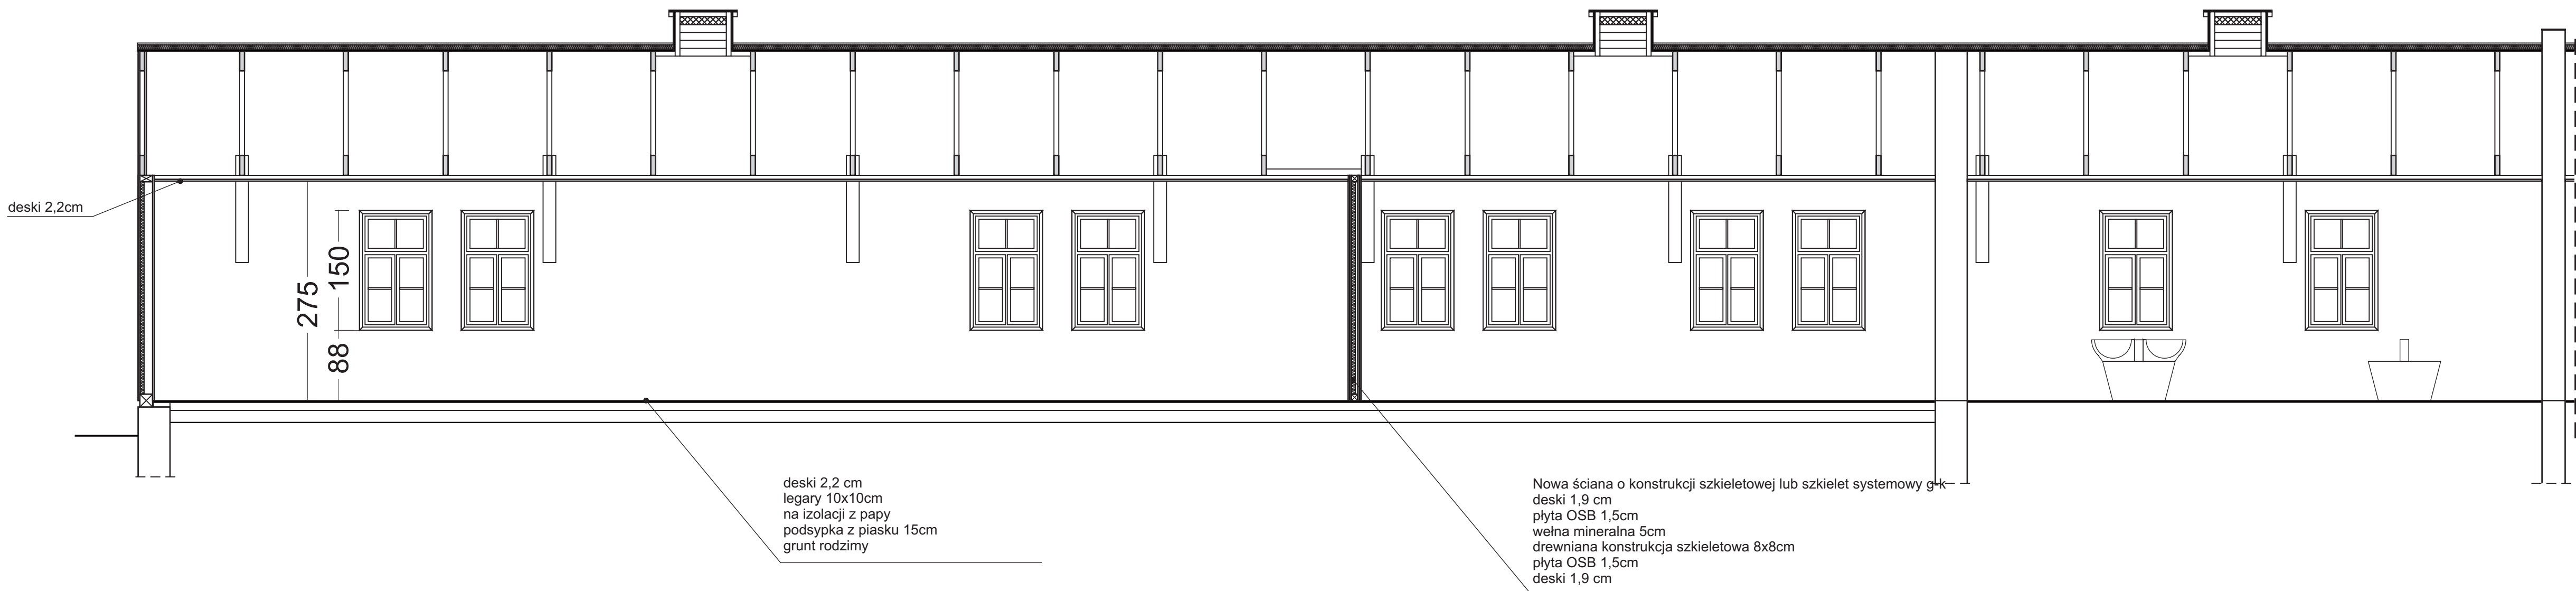 deski 2,2cm
275
150
88
deski 2,2 cm
legary 10x10cm
na izolacji z papy
podsypka z piasku 15cm
grunt rodzimy
Nowa ściana o konstrukcji szkieletowej lub szkielet systemowy g-k
deski 1,9 cm
płyta OSB 1,5cm
wełna mineralna 5cm
drewniana konstrukcja szkieletowa 8x8cm
płyta OSB 1,5cm
deski 1,9 cm